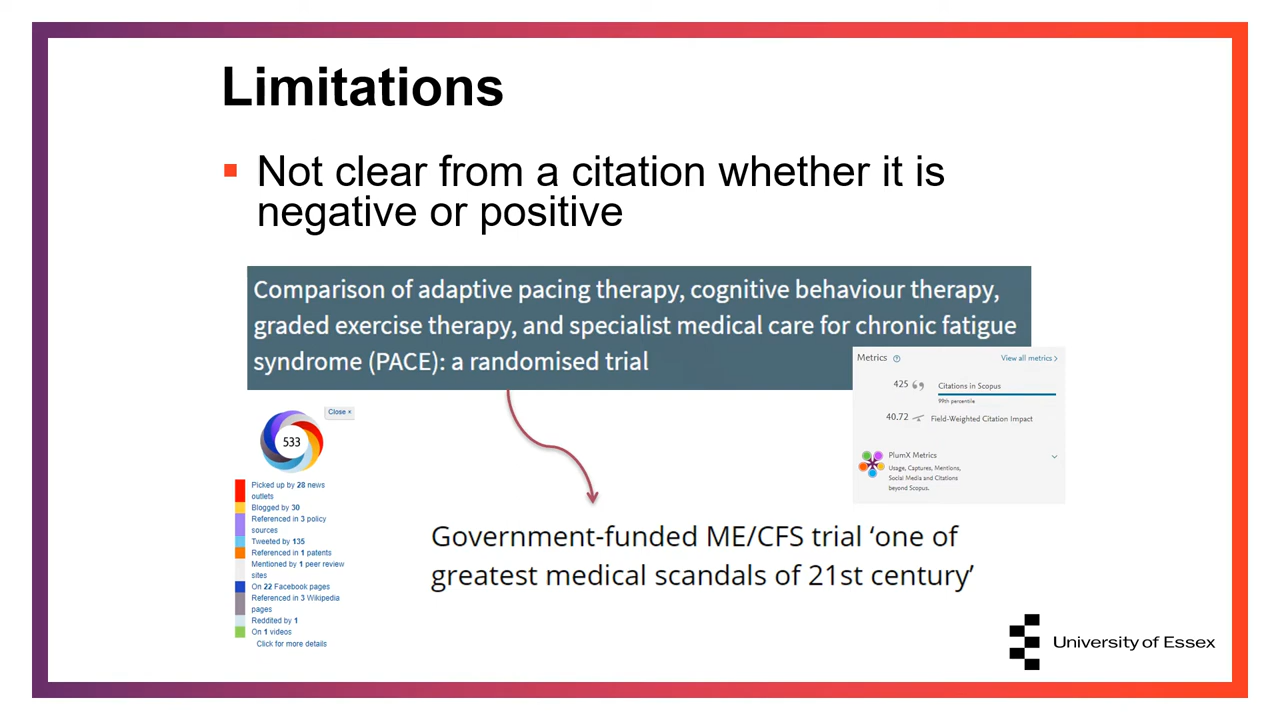 Limitations
Not clear from a citation whether it is
negative or positive
Comparison of adaptive pacing therapy, cognitive behaviour therapy,
graded exercise therapy, and specialist medical care for chronic fatigue
syndrome (PACE): a randomised trial
Metrics
View all metrics >
425 Citations in Scopus
99th percentile
40.72 Field-Weighted Citation Impact
PlumX Metrics
Usage, Captures, Mentions,
Social Media and Citations
beyond Scopus.
Close ×
533
Picked up by 28 news
outlets
Blogged by 30
Referenced in 3 policy
sources
Tweeted by 135
Referenced in 1 patents
Mentioned by 1 peer review
sites
On 22 Facebook pages
Referenced in 3 Wikipedia
pages
Reddited by 1
On 1 videos
Click for more details
Government-funded ME/CFS trial ‘one of
greatest medical scandals of 21st century’
University of Essex